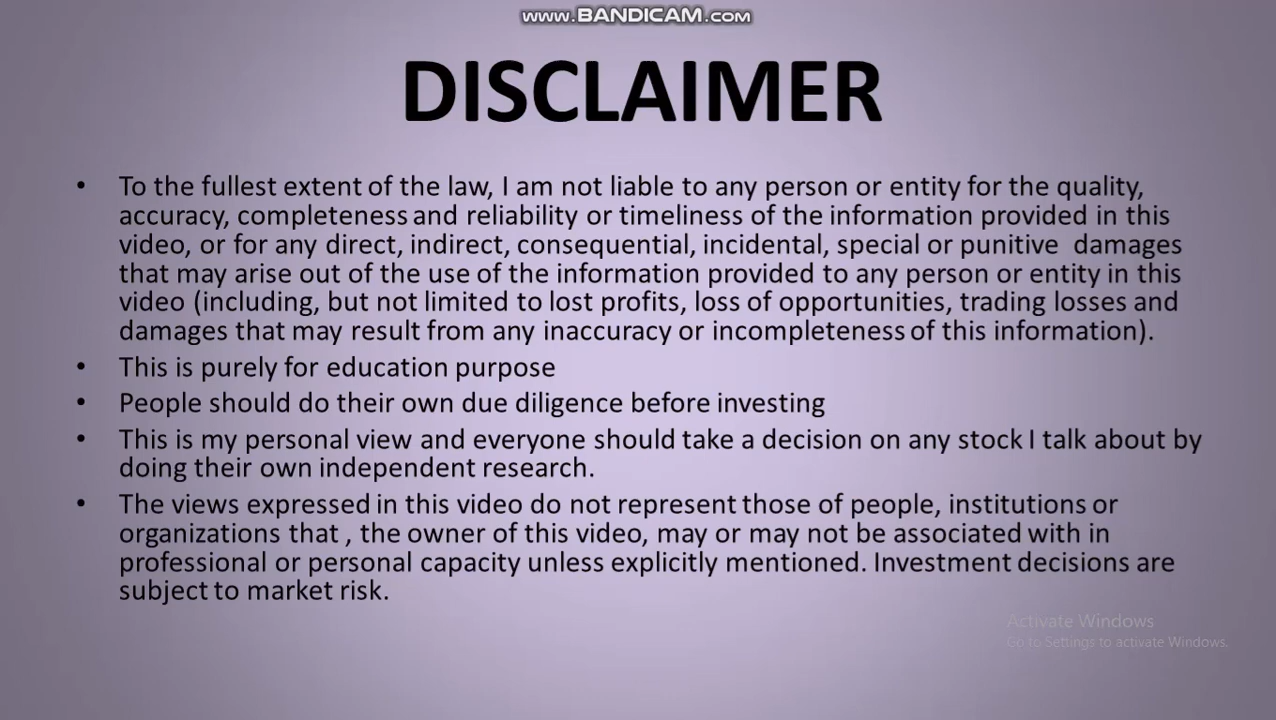 www.BANDICAM.com
DISCLAIMER
• To the fullest extent of the law, I am not liable to any person or entity for the quality,
accuracy, completeness and reliability or timeliness of the information provided in this
video, or for any direct, indirect, consequential, incidental, special or punitive damages
that may arise out of the use of the information provided to any person or entity in this
video (including, but not limited to lost profits, loss of opportunities, trading losses and
damages that may result from any inaccuracy or incompleteness of this information).
• This is purely for education purpose
• People should do their own due diligence before investing
• This is my personal view and everyone should take a decision on any stock I talk about by
doing their own independent research.
• The views expressed in this video do not represent those of people, institutions or
organizations that , the owner of this video, may or may not be associated with in
professional or personal capacity unless explicitly mentioned. Investment decisions are
subject to market risk.
Activate Windows
Go to Settings to activate Windows.